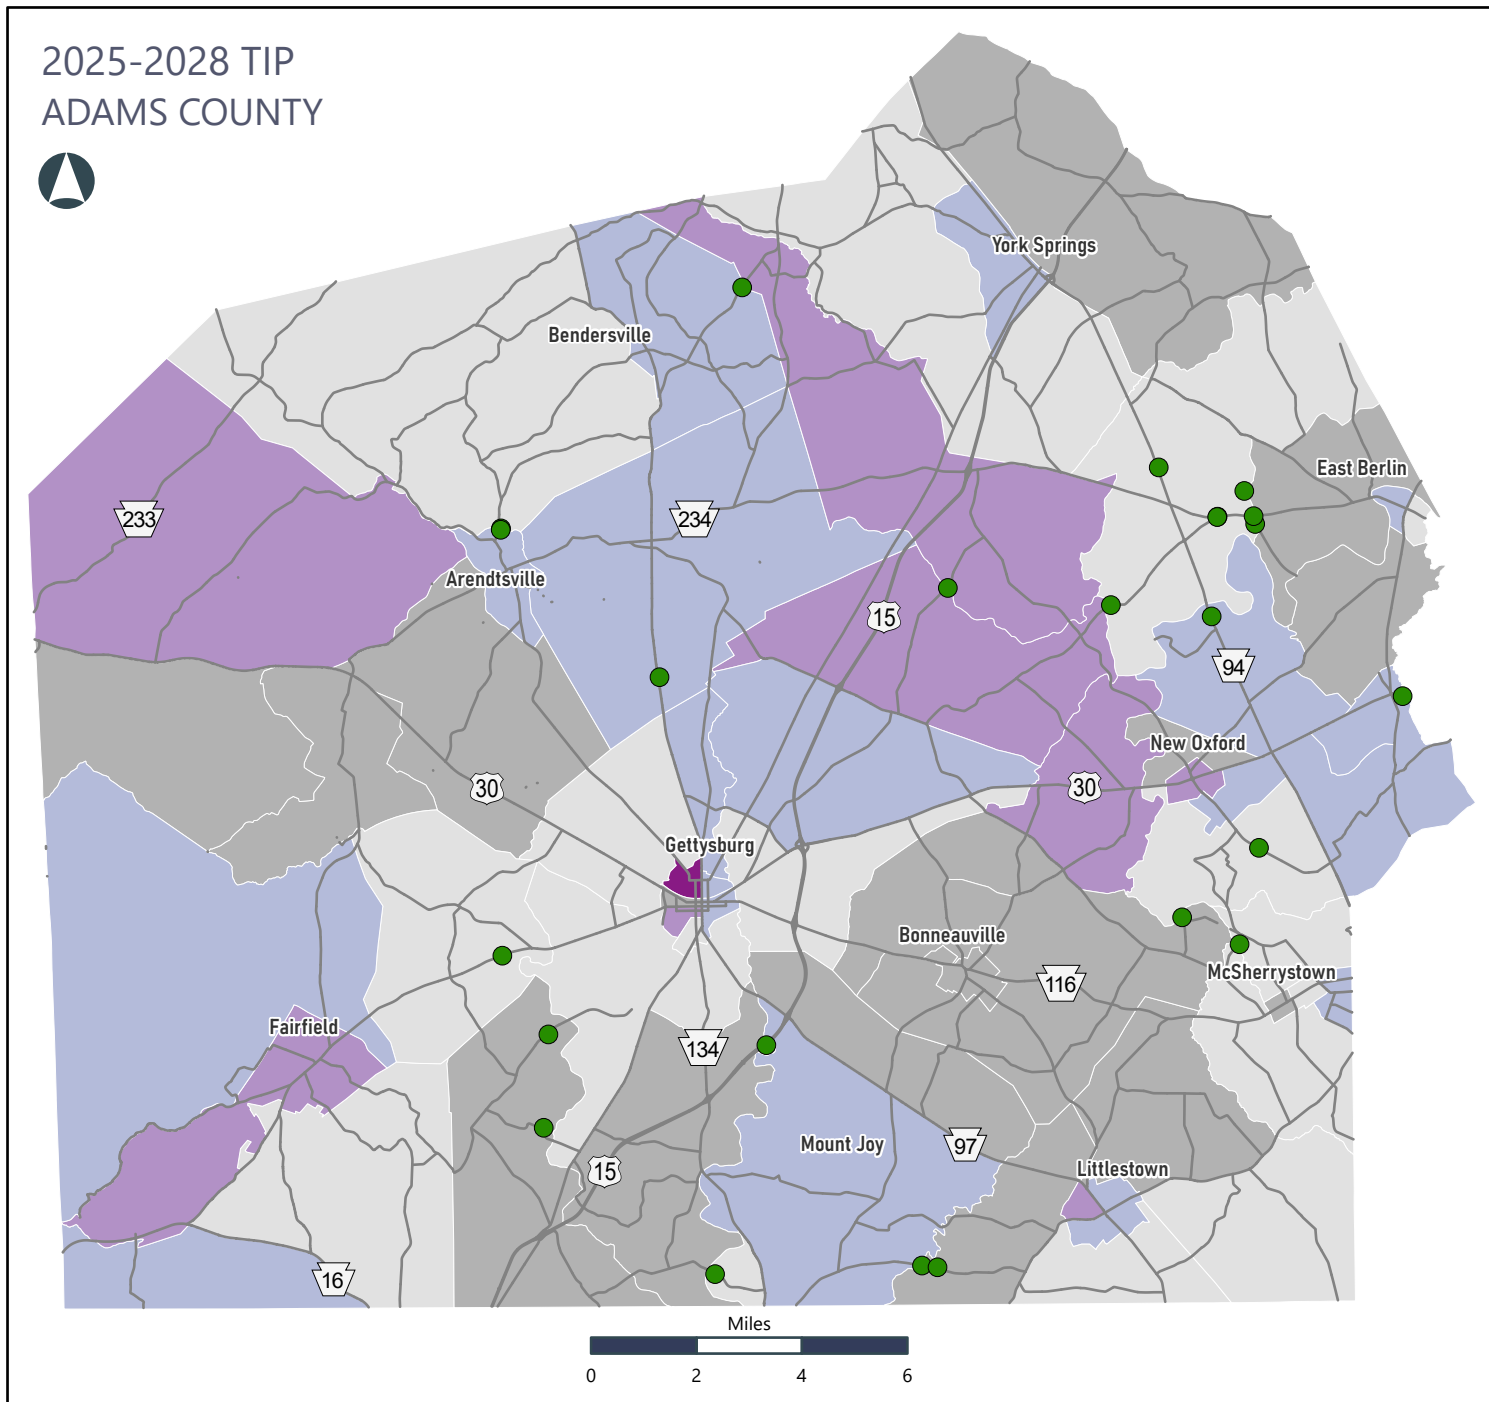 2025-2028 TIP
ADAMS COUNTY
York Springs
Bendersville
East Berlin
233
234
Arendtsville
15
94
New Oxford
30
30
Gettysburg
Bonneauville
McSherrystown
116
Fairfield
134
Mount Joy
97
Littlestown
15
16
Miles
0 2 4 6